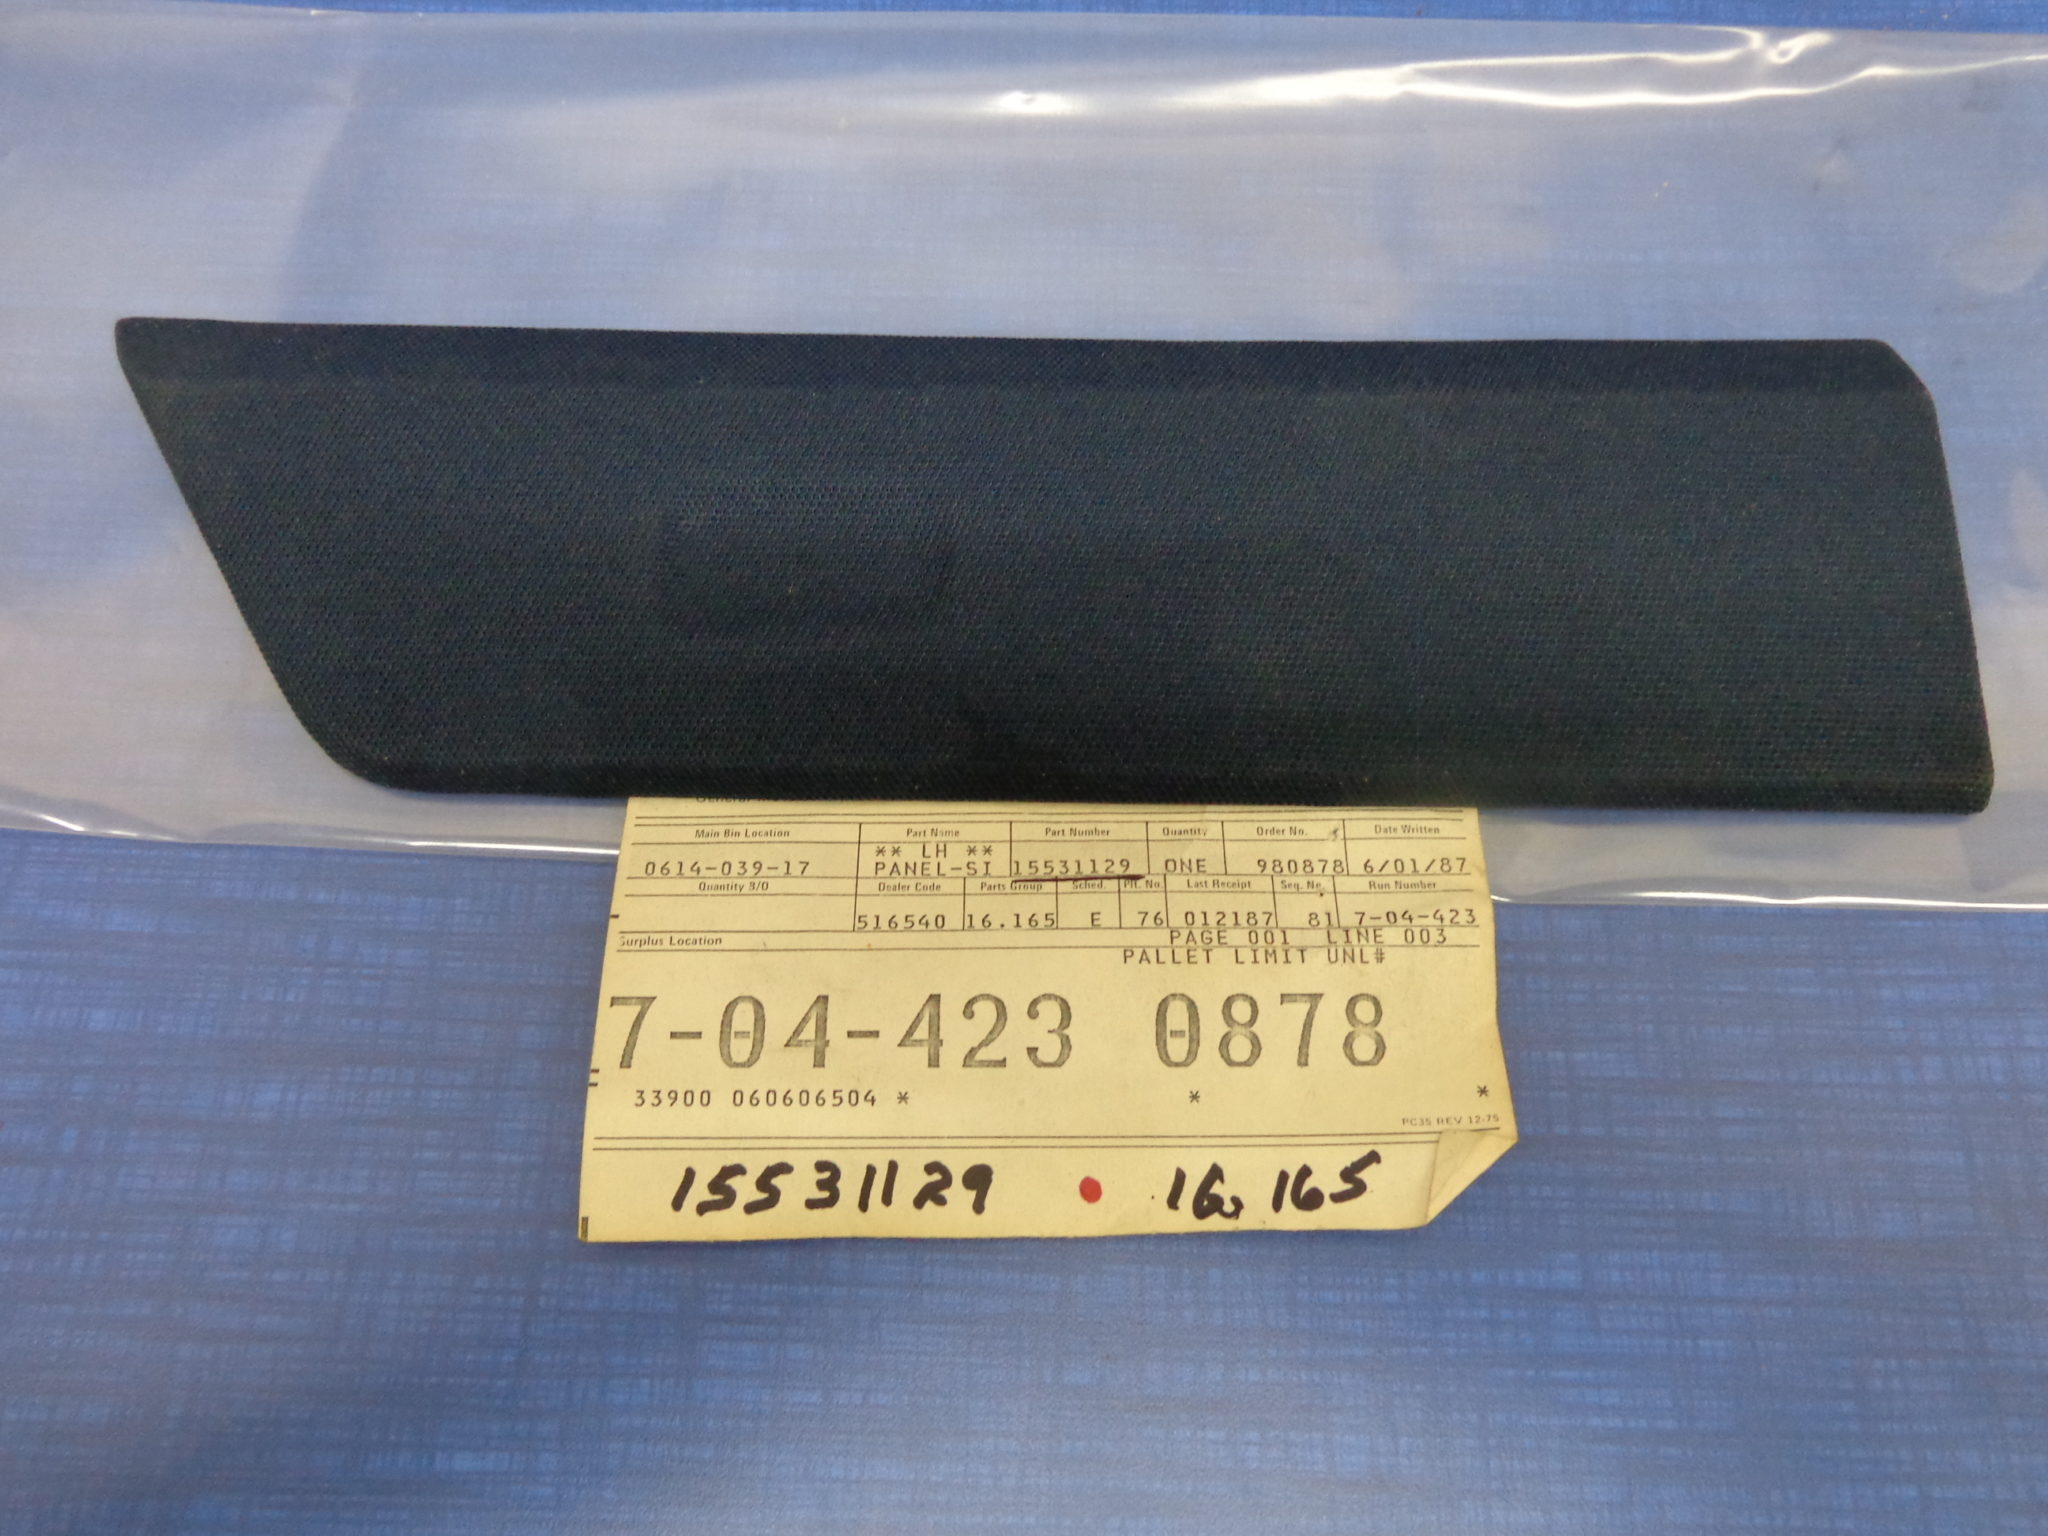 General
Main Bin Location Part Name Part Number Quantity Order No. Date Written
** LH **
0614-039-17 PANEL-SI 15531129 ONE 980878 6/01/87
Quantity B/O Dealer Code Parts Group Sched. Plt. No. Last Receipt Seq. No. Run Number
516540 16.165 E 76 012187 81 7-04-423
Surplus Location PAGE 001 LINE 003
PALLET LIMIT UNL#
7-04-423 0878
33900 060606504 * * *
PC35 REV 12-75
15531129 • 16.165